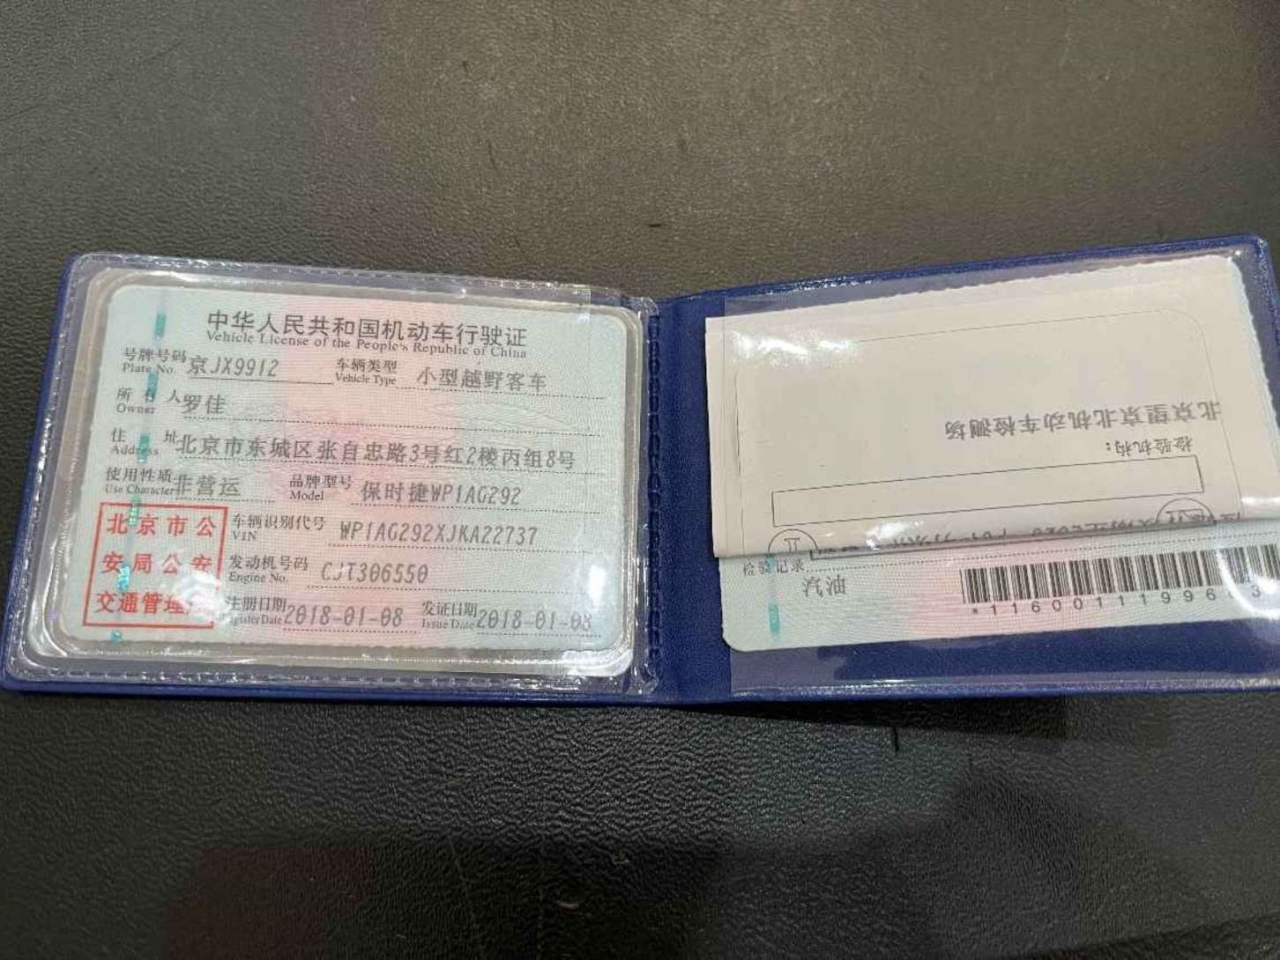 中华人民共和国机动车行驶证
Vehicle License of the People's Republic of China
号牌号码 京JX9912 车辆类型 小型越野客车
Plate No. Vehicle Type
所有人 罗佳
Owner
住址 北京市东城区张自忠路3号红2楼丙组8号
Address
使用性质 非营运 品牌型号 保时捷WP1AG292
Use Character Model
北京市公安局公安交通管理
车辆识别代号 WP1AG292XJKA22737
VIN
发动机号码 CJT306550
Engine No.
注册日期 2018-01-08 发证日期 2018-01-08
Register Date Issue Date
北京望京北机动车检测场
检验机构:
检验记录
汽油